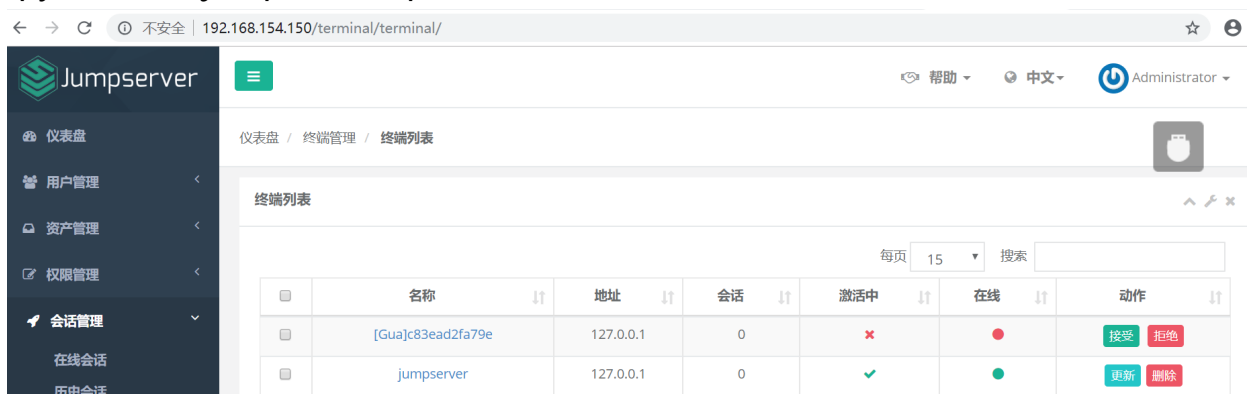 不安全 | 192.168.154.150/terminal/terminal/
Jumpserver
帮助 中文 Administrator
仪表盘
仪表盘 / 终端管理 / 终端列表
用户管理
终端列表
资产管理
每页 15 搜索
权限管理
名称 地址 会话 激活中 在线 动作
会话管理
[Gua]c83ead2fa79e 127.0.0.1 0 接受 拒绝
在线会话
jumpserver 127.0.0.1 0 更新 删除
历史会话